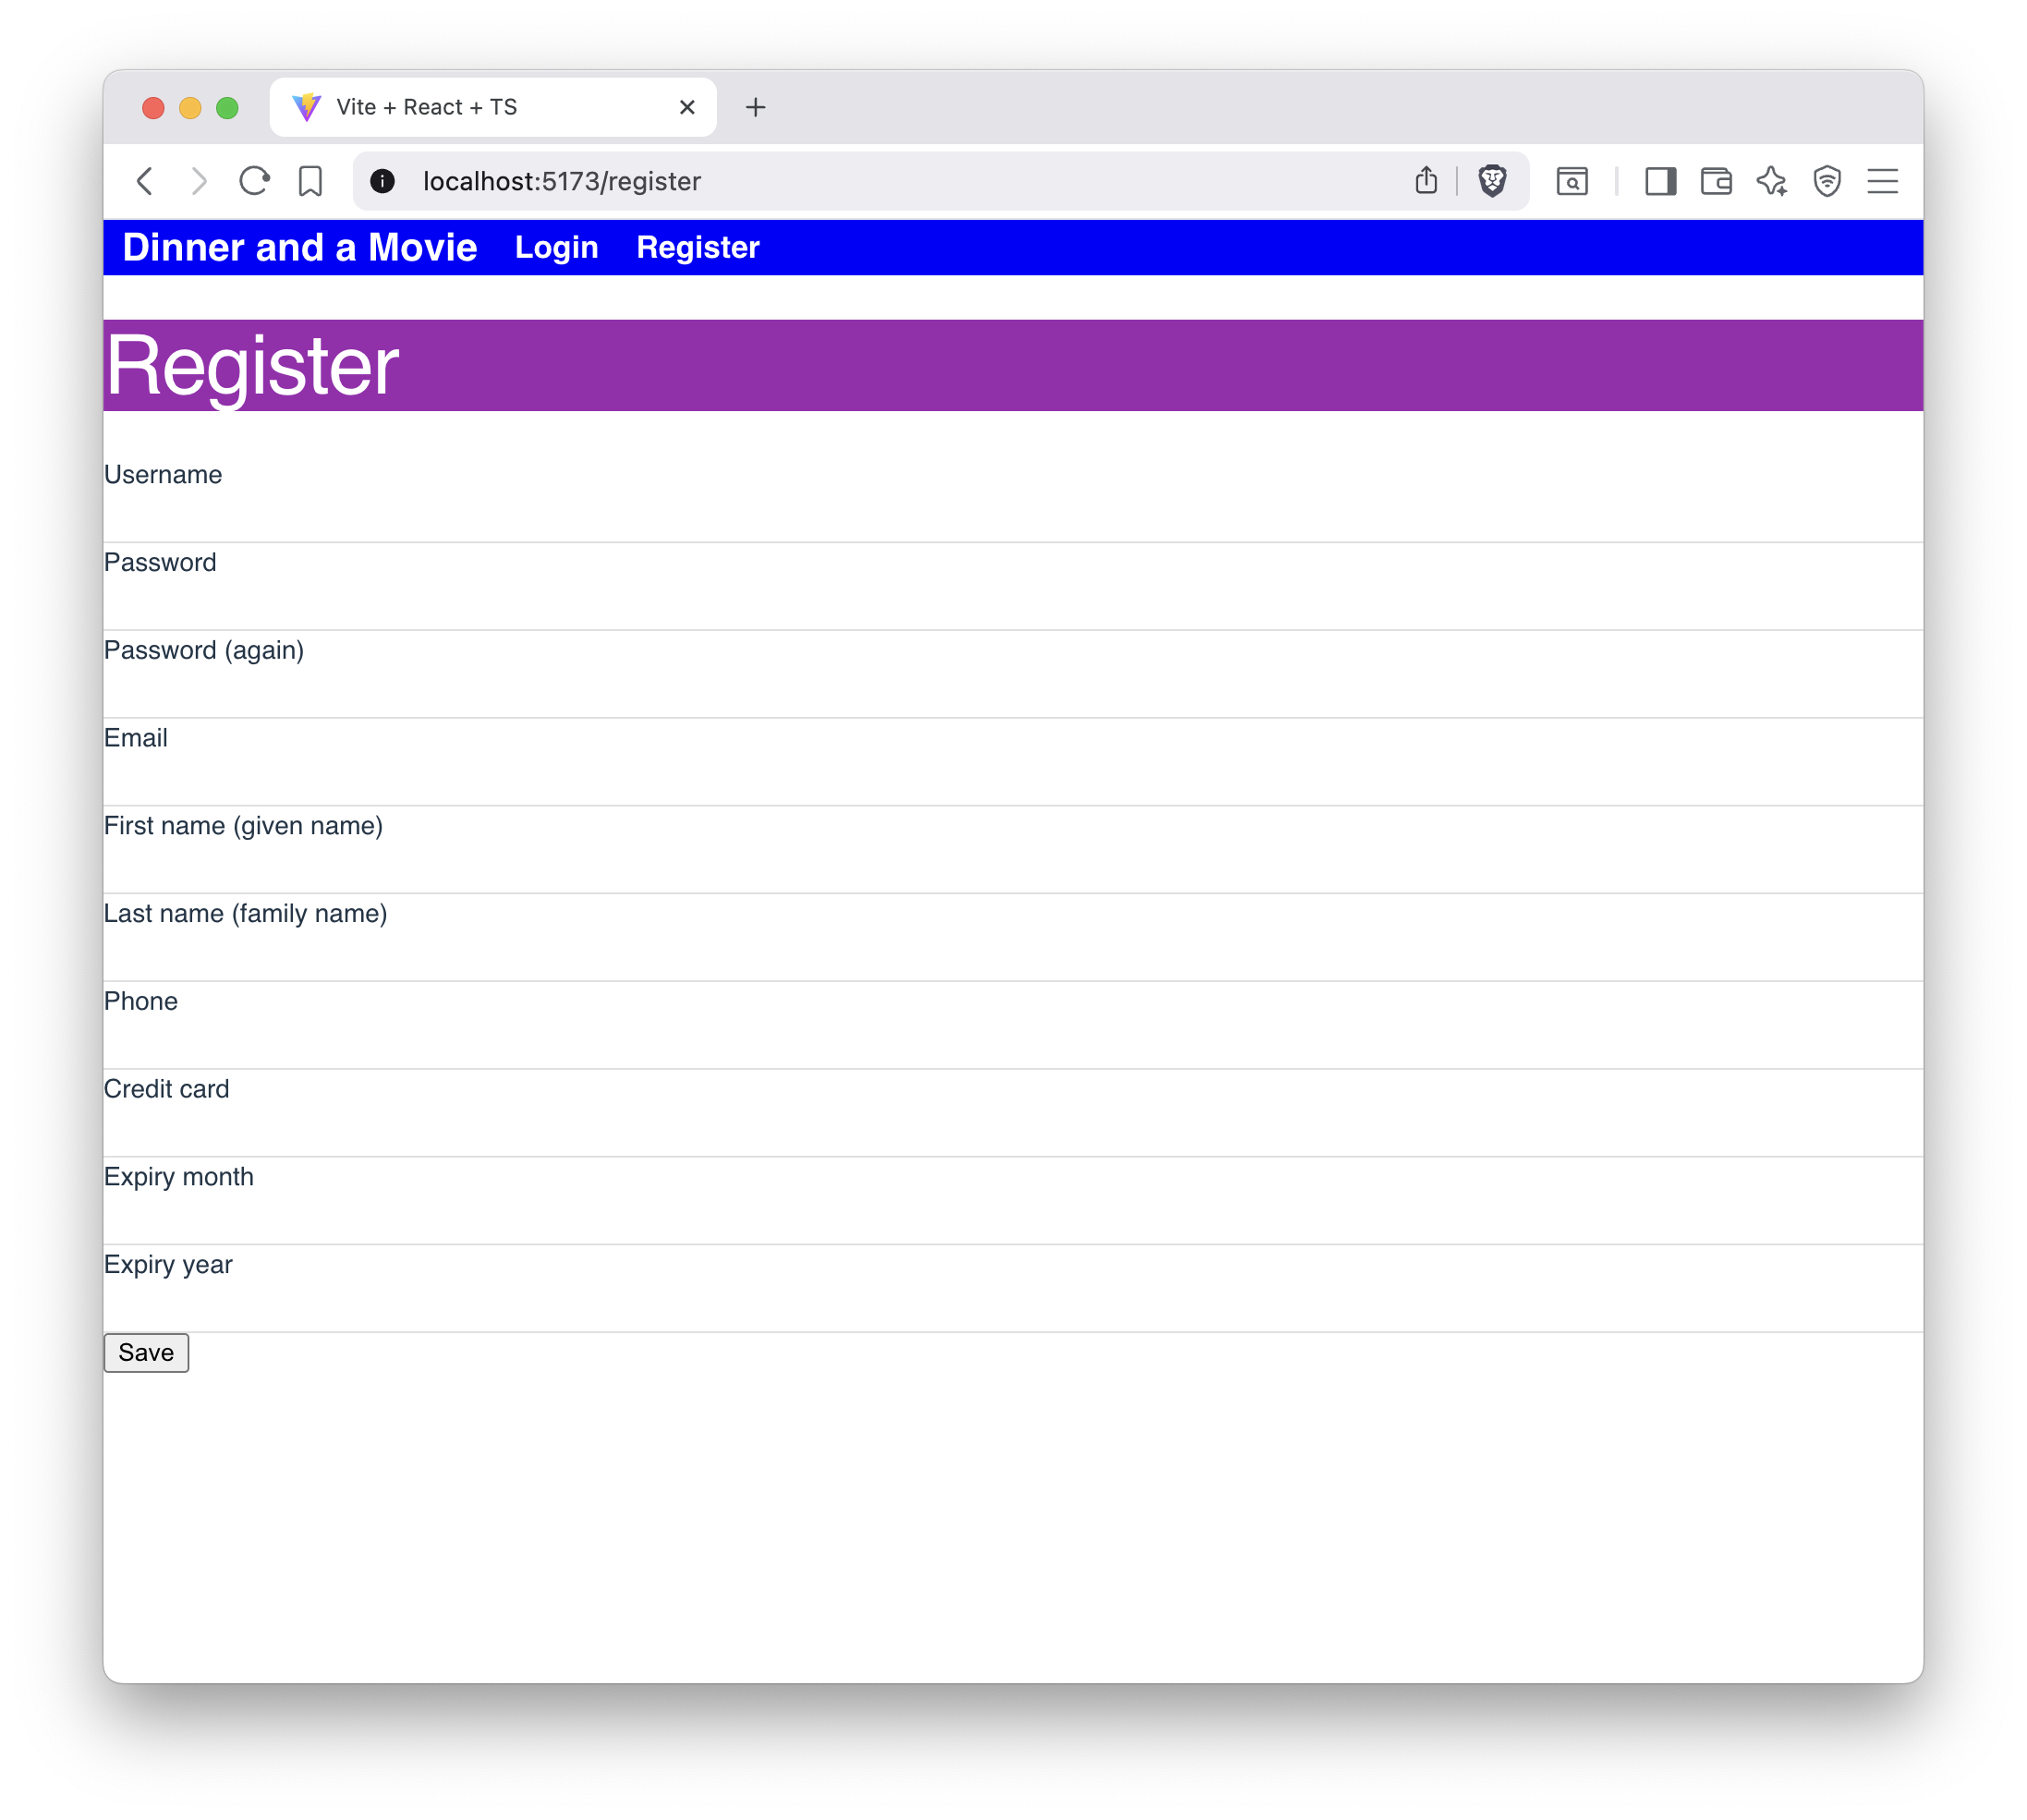 Vite + React + TS
localhost:5173/register
Dinner and a Movie Login Register
Register
Username
Password
Password (again)
Email
First name (given name)
Last name (family name)
Phone
Credit card
Expiry month
Expiry year
Save